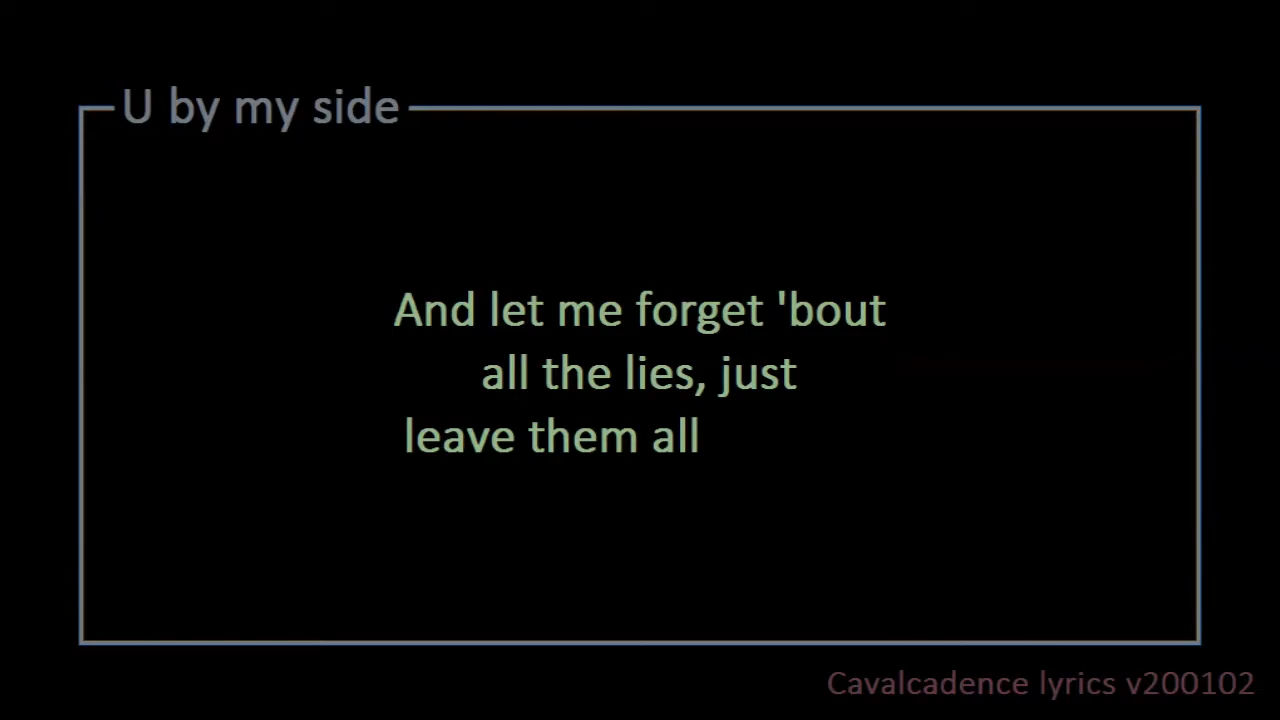 U by my side
And let me forget 'bout
all the lies, just
leave them all
Cavalcadence lyrics v200102